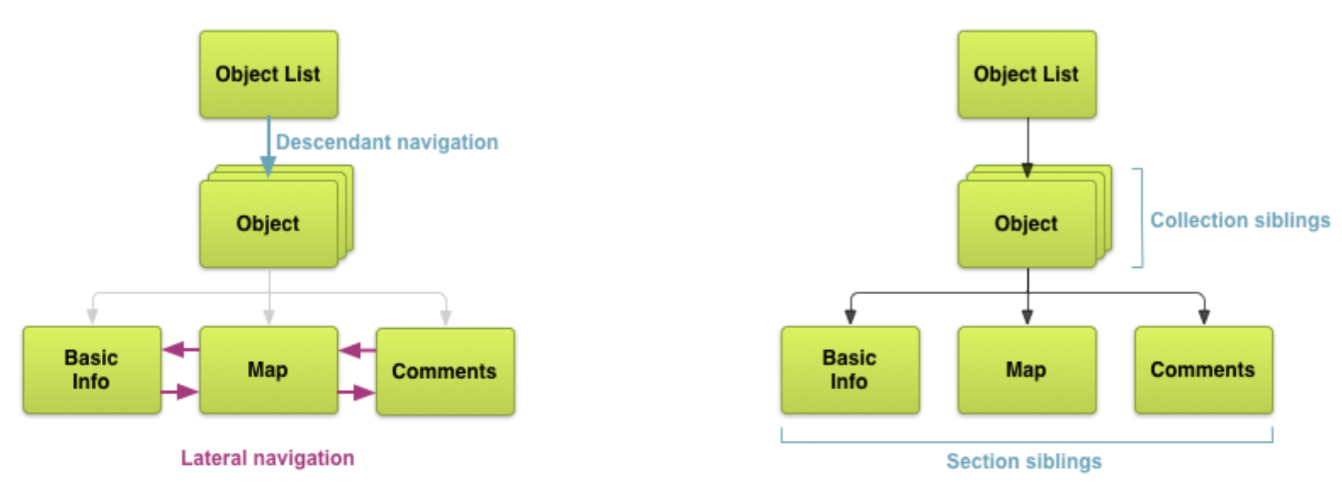 Object List
Descendant navigation
Object
Basic
Info
Map
Comments
Lateral navigation
Object List
Object
Collection siblings
Basic
Info
Map
Comments
Section siblings